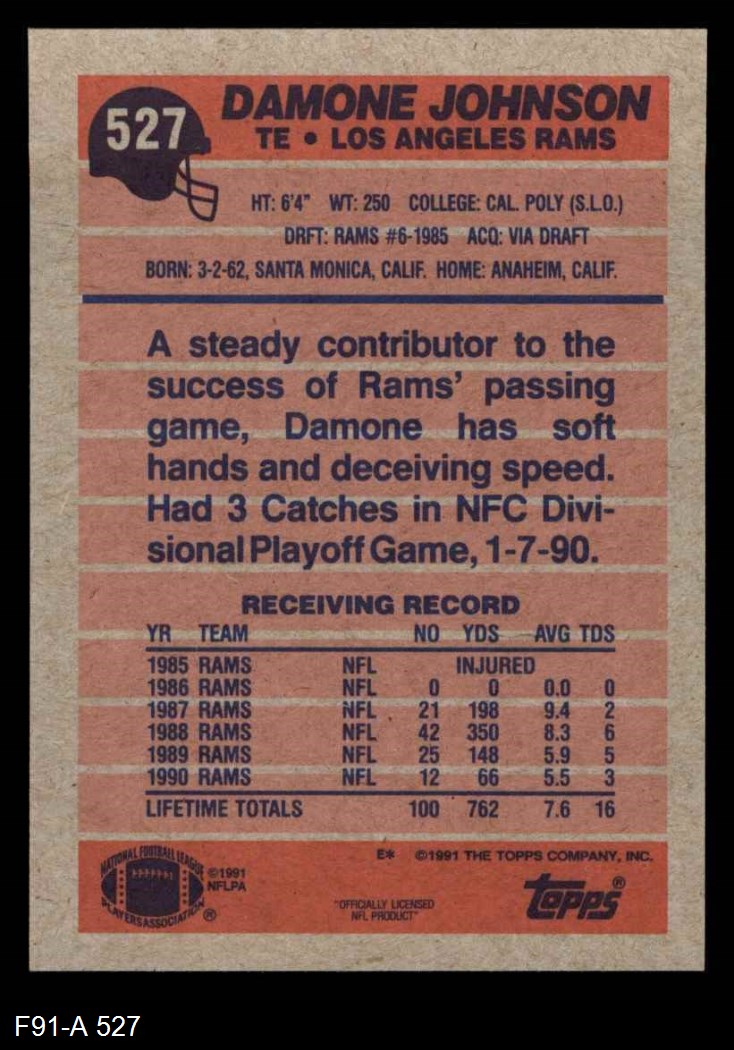 527
DAMONE JOHNSON
TE • LOS ANGELES RAMS
HT: 6'4" WT: 250 COLLEGE: CAL. POLY (S.L.O.)
DRFT: RAMS #6-1985 ACQ: VIA DRAFT
BORN: 3-2-62, SANTA MONICA, CALIF. HOME: ANAHEIM, CALIF.
A steady contributor to the
success of Rams' passing
game, Damone has soft
hands and deceiving speed.
Had 3 Catches in NFC Divi-
sional Playoff Game, 1-7-90.
RECEIVING RECORD
YR TEAM NO YDS AVG TDS
1985 RAMS NFL INJURED
1986 RAMS NFL 0 0 0.0 0
1987 RAMS NFL 21 198 9.4 2
1988 RAMS NFL 42 350 8.3 6
1989 RAMS NFL 25 148 5.9 5
1990 RAMS NFL 12 66 5.5 3
LIFETIME TOTALS 100 762 7.6 16
NATIONAL FOOTBALL LEAGUE
PLAYERS ASSOCIATION ®
©1991
NFLPA
E* ©1991 THE TOPPS COMPANY, INC.
"OFFICIALLY LICENSED
NFL PRODUCT"
topps®
F91-A 527